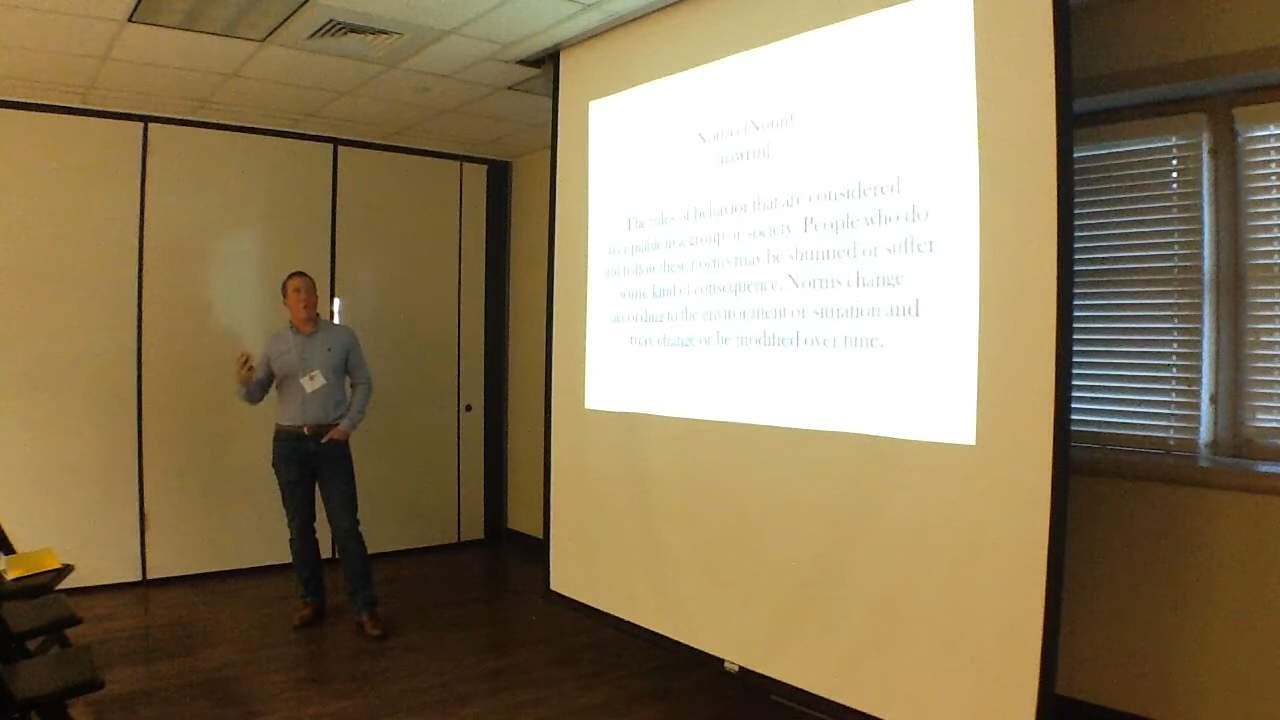 The rules of behavior that are considered
acceptable in a group or society. People who do
not follow these norms may be shunned or suffer
some kind of consequence. Norms change
according to the environment or situation and
may change or be modified over time.